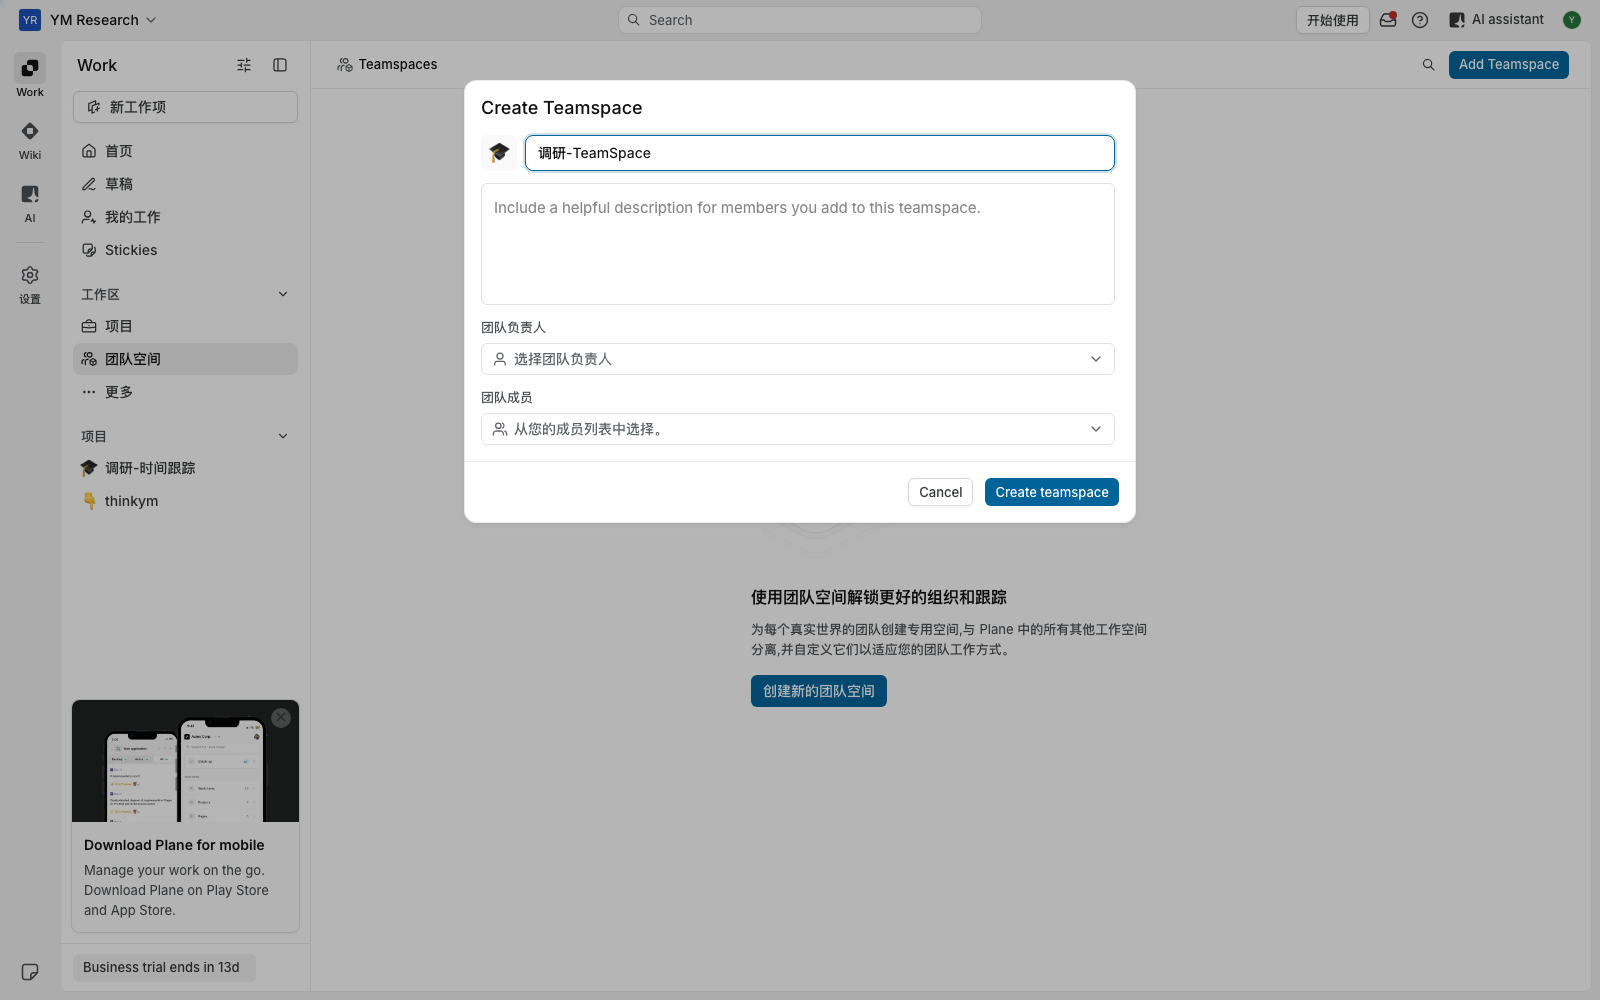 YR YM Research
Search
开始使用
AI assistant
Y
Work
Wiki
AI
设置
Work
新工作项
首页
草稿
我的工作
Stickies
工作区
项目
团队空间
更多
项目
调研-时间跟踪
thinkym
Download Plane for mobile
Manage your work on the go.
Download Plane on Play Store
and App Store.
Business trial ends in 13d
Teamspaces
Add Teamspace
Create Teamspace
调研-TeamSpace
Include a helpful description for members you add to this teamspace.
团队负责人
选择团队负责人
团队成员
从您的成员列表中选择。
Cancel
Create teamspace
使用团队空间解锁更好的组织和跟踪
为每个真实世界的团队创建专用空间,与 Plane 中的所有其他工作空间
分离,并自定义它们以适应您的团队工作方式。
创建新的团队空间